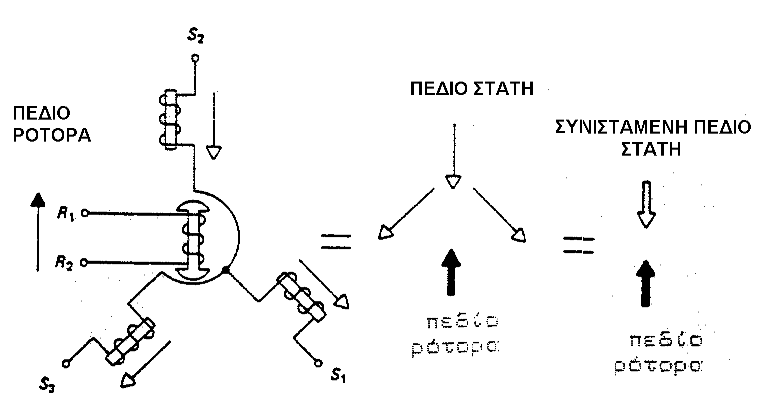 S₂
ΠΕΔΙΟ ΣΤΑΤΗ
ΠΕΔΙΟ
ΡΟΤΟΡΑ
ΣΥΝΙΣΤΑΜΕΝΗ ΠΕΔΙΟ
ΣΤΑΤΗ
R₁
R₂
πεδίο
ρότορα
πεδίο
ρότορα
S₃
S₁